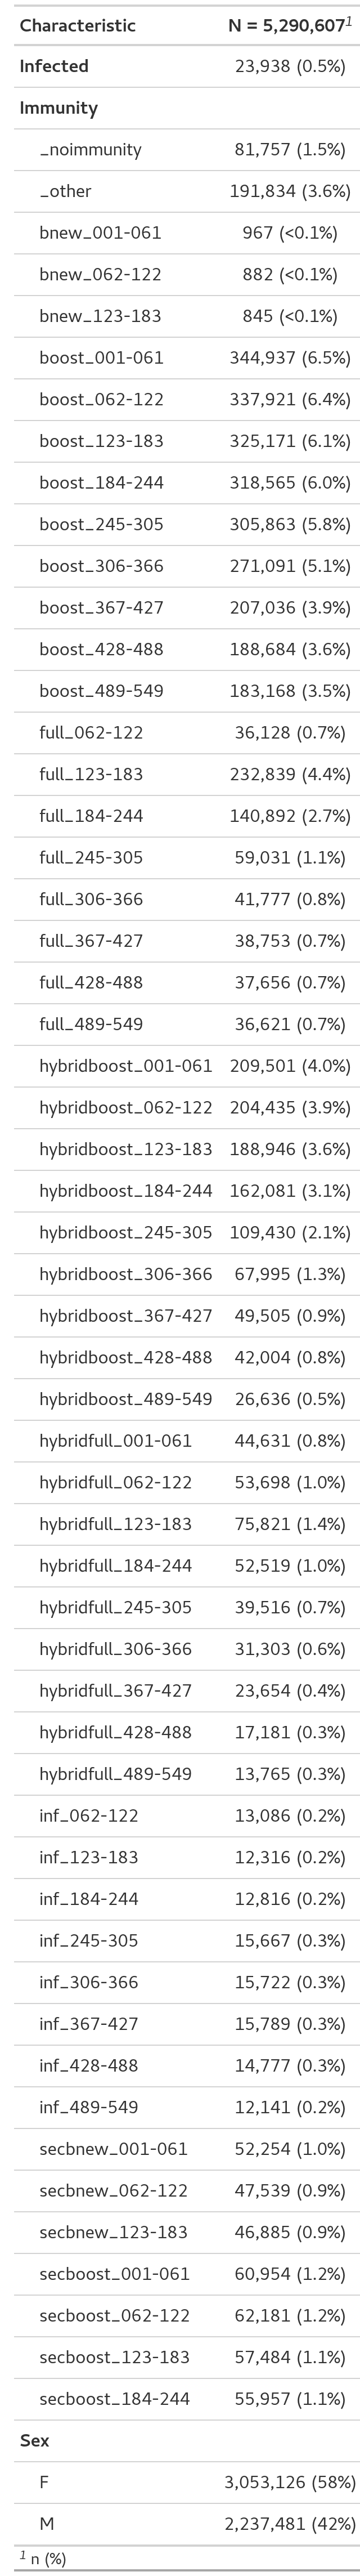 Characteristic N = 5,290,607¹
Infected 23,938 (0.5%)
Immunity
_noimmunity 81,757 (1.5%)
_other 191,834 (3.6%)
bnew_001-061 967 (<0.1%)
bnew_062-122 882 (<0.1%)
bnew_123-183 845 (<0.1%)
boost_001-061 344,937 (6.5%)
boost_062-122 337,921 (6.4%)
boost_123-183 325,171 (6.1%)
boost_184-244 318,565 (6.0%)
boost_245-305 305,863 (5.8%)
boost_306-366 271,091 (5.1%)
boost_367-427 207,036 (3.9%)
boost_428-488 188,684 (3.6%)
boost_489-549 183,168 (3.5%)
full_062-122 36,128 (0.7%)
full_123-183 232,839 (4.4%)
full_184-244 140,892 (2.7%)
full_245-305 59,031 (1.1%)
full_306-366 41,777 (0.8%)
full_367-427 38,753 (0.7%)
full_428-488 37,656 (0.7%)
full_489-549 36,621 (0.7%)
hybridboost_001-061 209,501 (4.0%)
hybridboost_062-122 204,435 (3.9%)
hybridboost_123-183 188,946 (3.6%)
hybridboost_184-244 162,081 (3.1%)
hybridboost_245-305 109,430 (2.1%)
hybridboost_306-366 67,995 (1.3%)
hybridboost_367-427 49,505 (0.9%)
hybridboost_428-488 42,004 (0.8%)
hybridboost_489-549 26,636 (0.5%)
hybridfull_001-061 44,631 (0.8%)
hybridfull_062-122 53,698 (1.0%)
hybridfull_123-183 75,821 (1.4%)
hybridfull_184-244 52,519 (1.0%)
hybridfull_245-305 39,516 (0.7%)
hybridfull_306-366 31,303 (0.6%)
hybridfull_367-427 23,654 (0.4%)
hybridfull_428-488 17,181 (0.3%)
hybridfull_489-549 13,765 (0.3%)
inf_062-122 13,086 (0.2%)
inf_123-183 12,316 (0.2%)
inf_184-244 12,816 (0.2%)
inf_245-305 15,667 (0.3%)
inf_306-366 15,722 (0.3%)
inf_367-427 15,789 (0.3%)
inf_428-488 14,777 (0.3%)
inf_489-549 12,141 (0.2%)
secbnew_001-061 52,254 (1.0%)
secbnew_062-122 47,539 (0.9%)
secbnew_123-183 46,885 (0.9%)
secboost_001-061 60,954 (1.2%)
secboost_062-122 62,181 (1.2%)
secboost_123-183 57,484 (1.1%)
secboost_184-244 55,957 (1.1%)
Sex
F 3,053,126 (58%)
M 2,237,481 (42%)
¹ n (%)